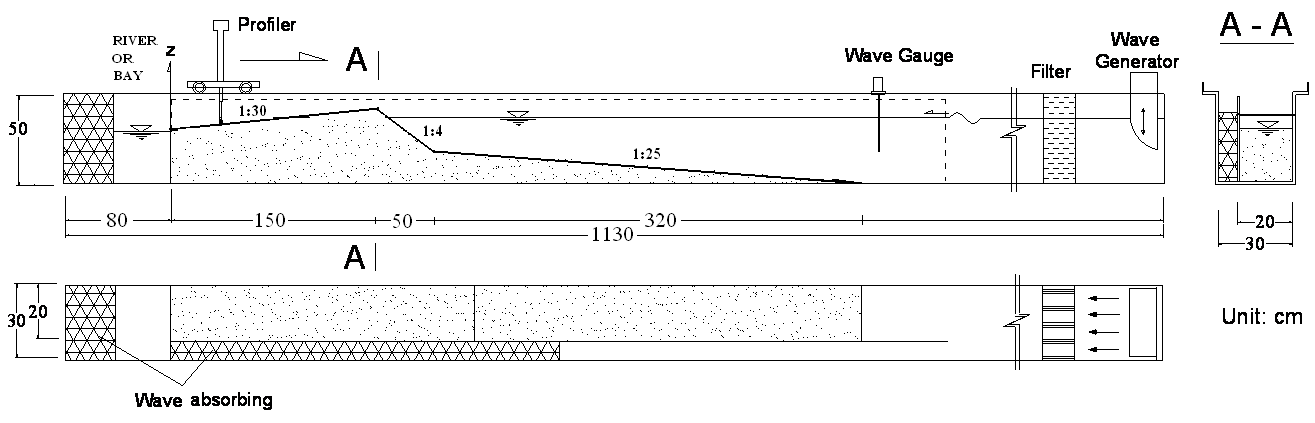 Profiler
A - A
RIVER
OR
BAY
z
A
Wave Gauge
Filter
Wave
Generator
50
1:30
1:4
1:25
80
150
50
320
1130
20
30
A
30
20
Unit: cm
Wave absorbing